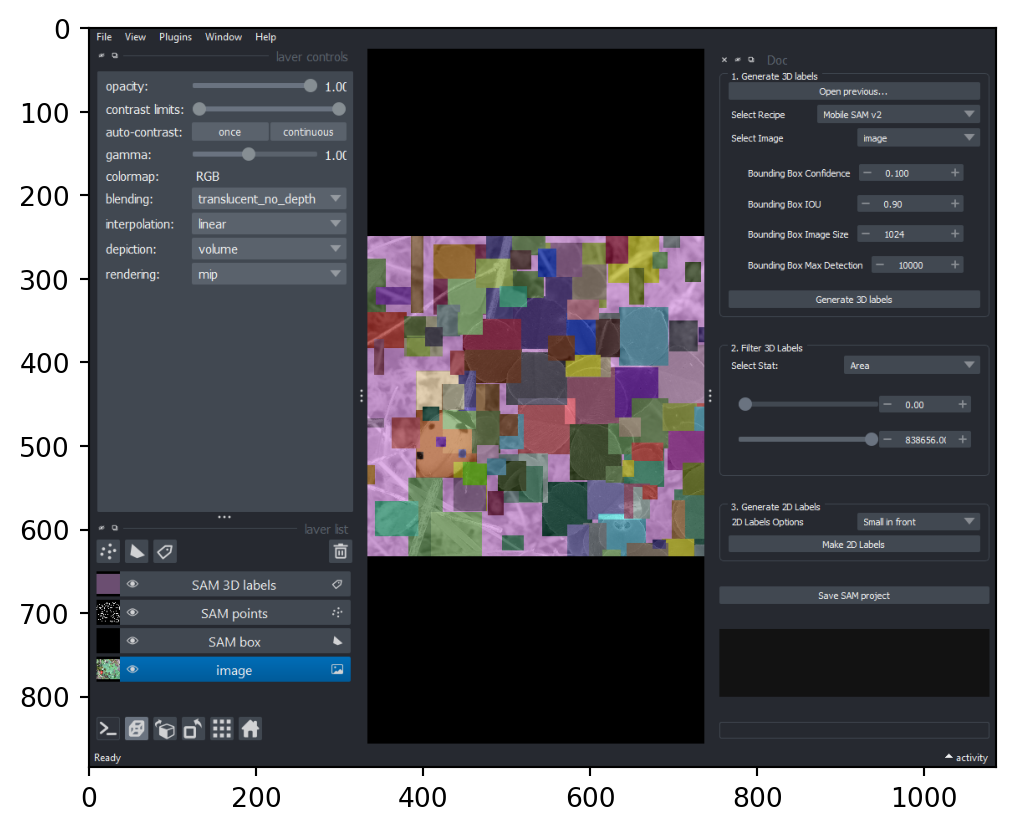 0
File View Plugins Window Help
layer controls
opacity: 1.00
contrast limits:
auto-contrast: once continuous
gamma: 1.00
colormap: RGB
blending: translucent_no_depth
interpolation: linear
depiction: volume
rendering: mip
Doc
1. Generate 3D labels
Open previous...
Select Recipe Mobile SAM v2
Select Image image
Bounding Box Confidence 0.100
Bounding Box IOU 0.90
Bounding Box Image Size 1024
Bounding Box Max Detection 10000
Generate 3D labels
2. Filter 3D Labels
Select Stat: Area
0.00
838656.0(
3. Generate 2D Labels
2D Labels Options Small in front
Make 2D Labels
Save SAM project
layer list
SAM 3D labels
SAM points
SAM box
image
Ready
activity
100
200
300
400
500
600
700
800
0 200 400 600 800 1000